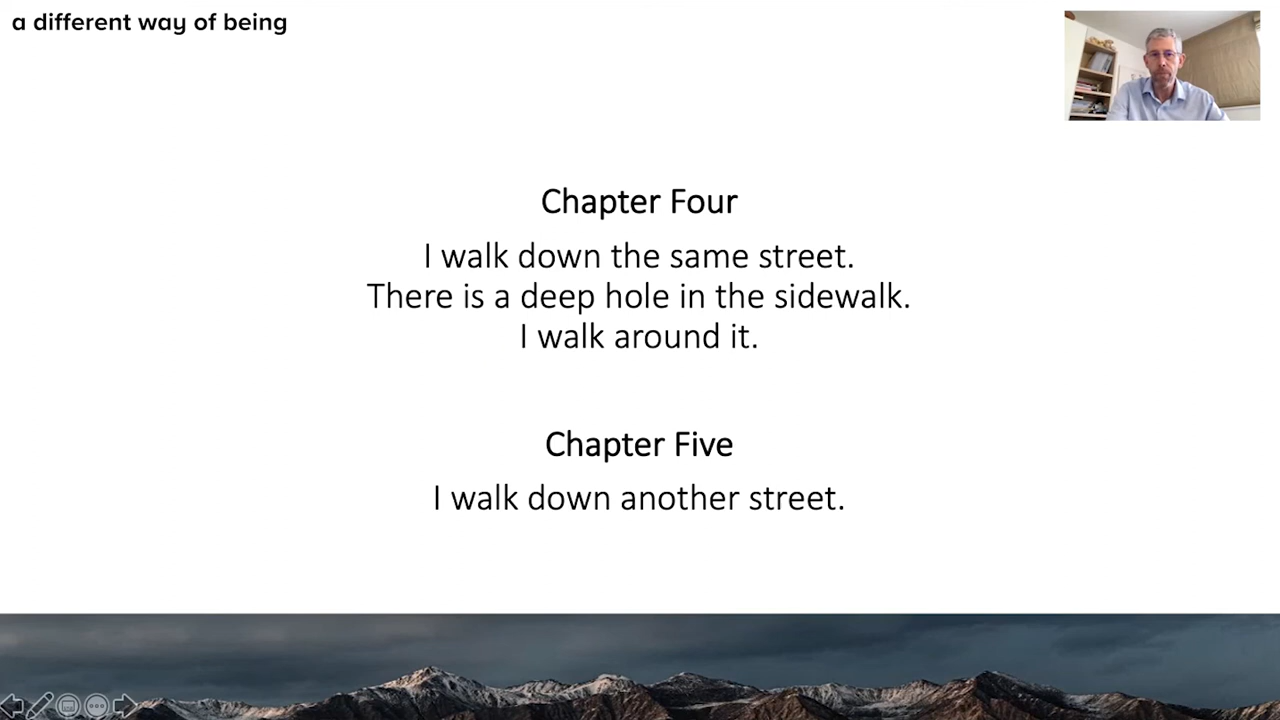 a different way of being
Chapter Four
I walk down the same street.
There is a deep hole in the sidewalk.
I walk around it.
Chapter Five
I walk down another street.